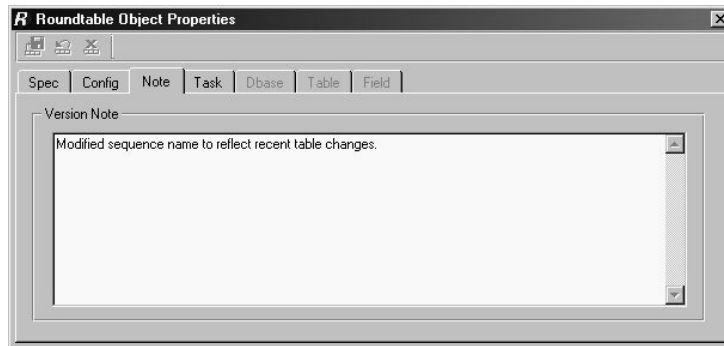 R Roundtable Object Properties
Spec Config Note Task Dbase Table Field
Version Note
Modified sequence name to reflect recent table changes.